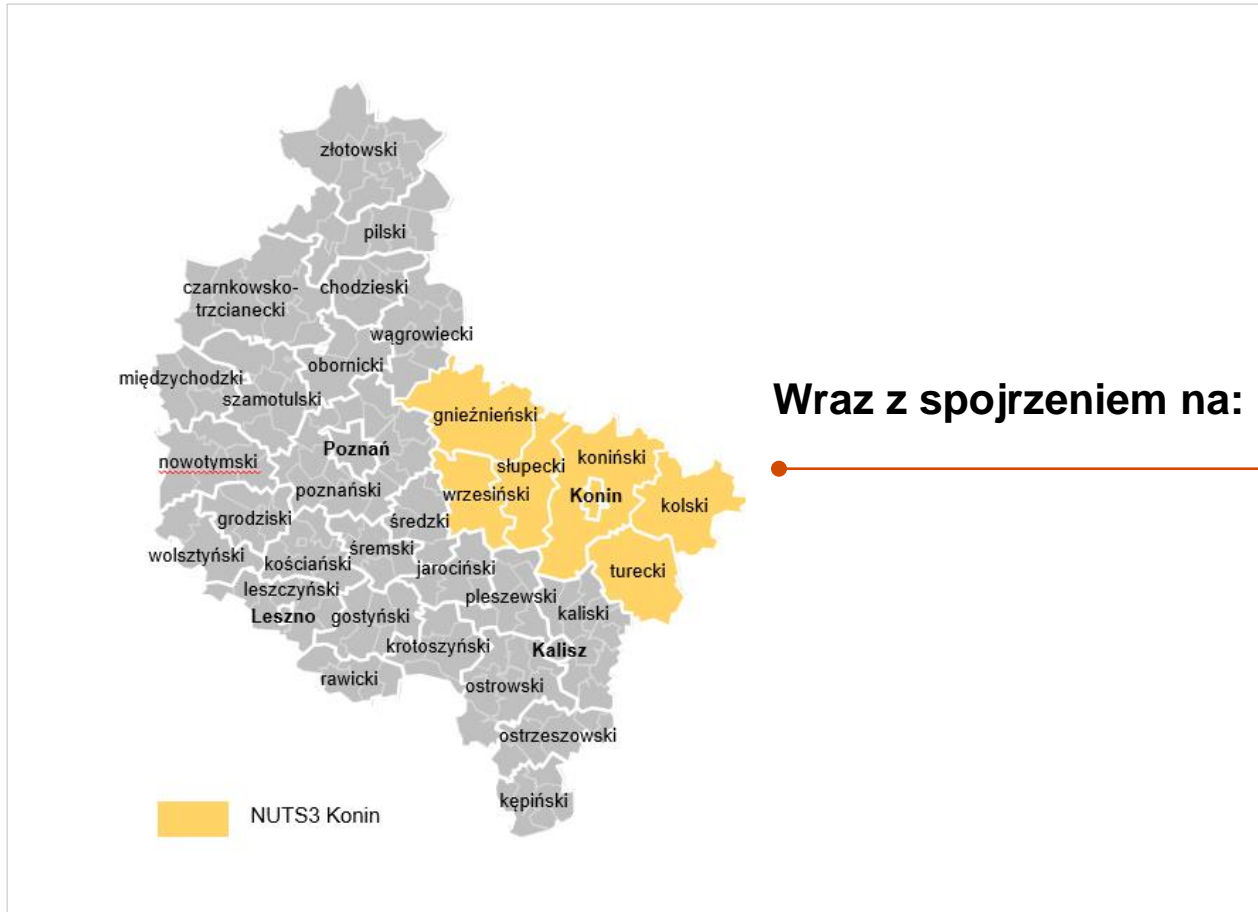 złotowski
pilski
czarnkowsko-
trzcianecki
chodzieski
wągrowiecki
obornicki
międzychodzki
szamotulski
gnieźnieński
Poznań
nowotymski
słupecki
koniński
poznański
wrzesiński
Konin
kolski
grodziski
średzki
wolsztyński
kościański
śremski
jarociński
turecki
leszczyński
pleszewski
kaliski
Leszno
gostyński
krotoszyński
Kalisz
rawicki
ostrowski
ostrzeszowski
kępiński
NUTS3 Konin
Wraz z spojrzeniem na: